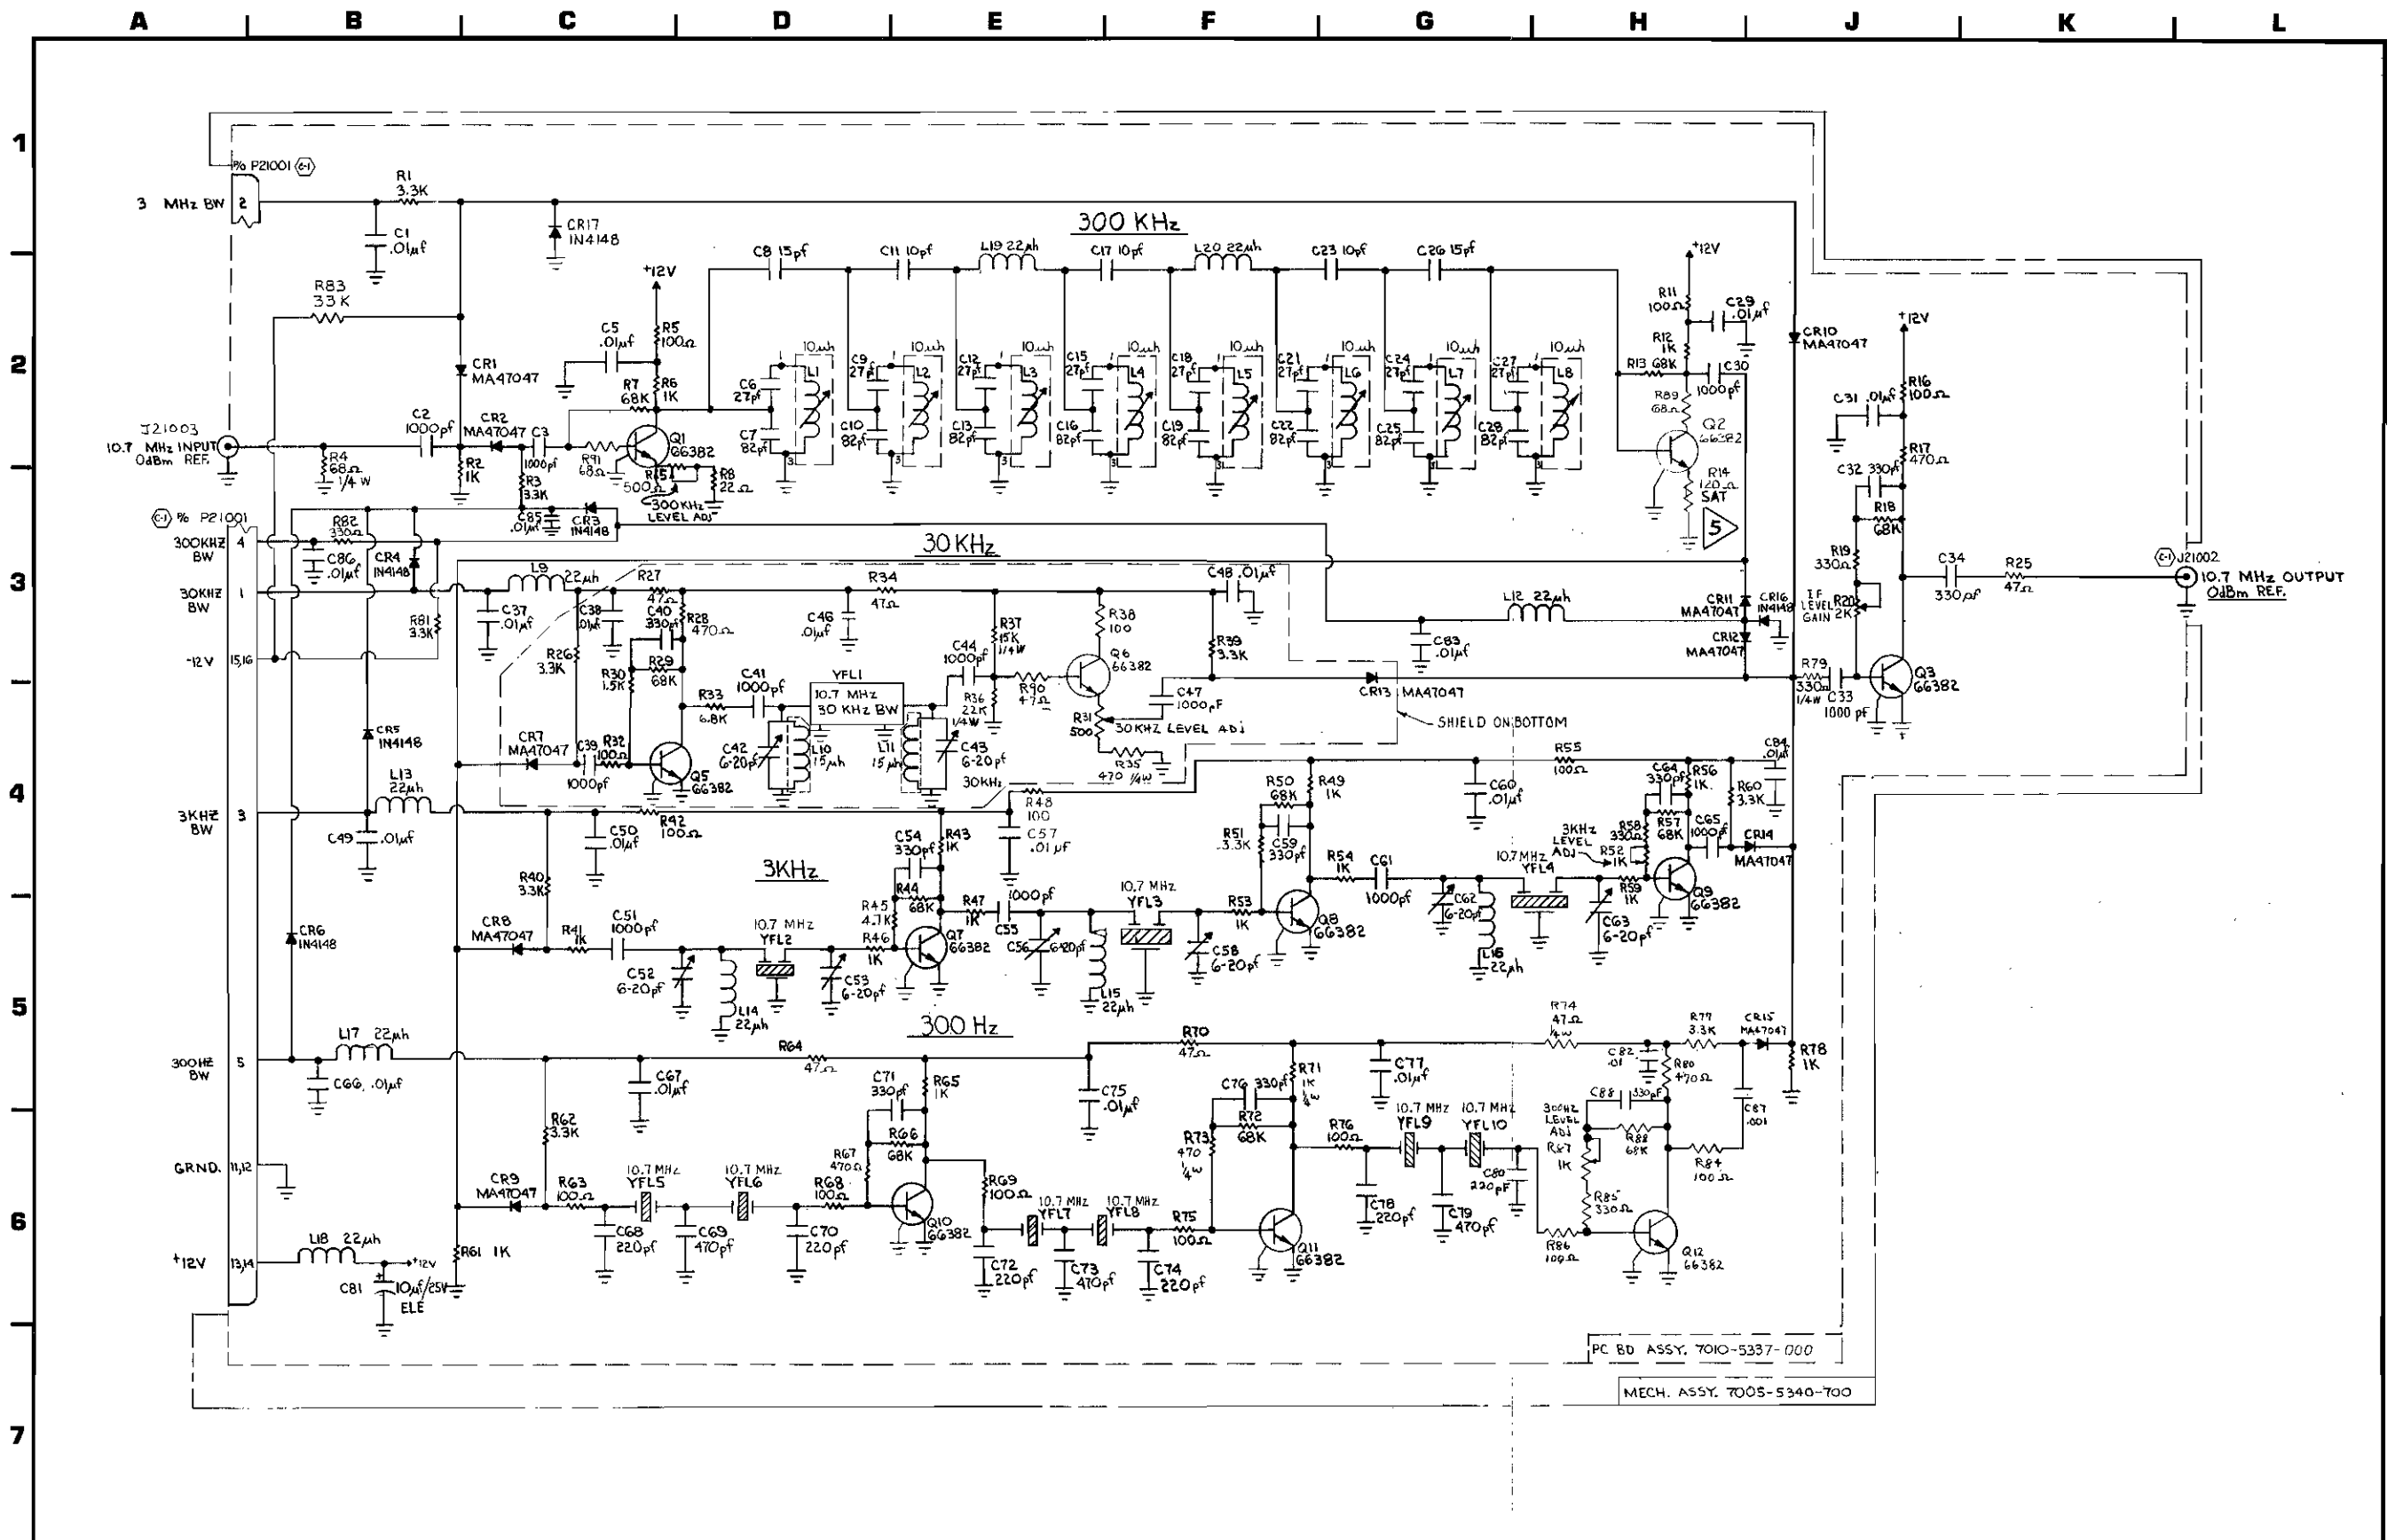 A B C D E F G H J K L
1
2
3
4
5
6
7
P/o P21001 C-1
3 MHz BW 2
R1
3.3K
C1
.01µf
CR17
1N4148
300 KHz
R83
33K
CR1
MA47047
J21003
10.7 MHz INPUT
0dBm REF.
R4
68Ω
1/4 W
C2
1000pf
R2
1K
CR2
MA47047
C3
1000pf
R3
3.3K
C85
.01µf
CR3
1N4148
R91
68Ω
C5
.01µf
+12V
R5
100Ω
R6
1K
R7
68K
Q1
66382
R15
500Ω
300KHz
LEVEL ADJ
R8
22Ω
C8 15pf
C11 10pf
L19 22µh
C17 10pf
L20 22µh
C23 10pf
C26 15pf
C6
27pf
C7
82pf
10µh
L1
3
C9
27pf
C10
82pf
10µh
L2
3
C12
27pf
C13
82pf
10µh
L3
3
C15
27pf
C16
82pf
10µh
L4
3
C18
27pf
C19
82pf
10µh
L5
3
C21
27pf
C22
82pf
10µh
L6
3
C24
27pf
C25
82pf
10µh
L7
3
C27
27pf
C28
82pf
10µh
L8
3
+12V
R11
100Ω
C29
.01µf
R12
1K
R13 68K
C30
1000pf
R89
68Ω
Q2
66382
R14
120Ω
SAT
5
CR10
MA47047
+12V
R16
100Ω
C31 .01µf
R17
470Ω
C32 330pf
R18
68K
R19
330Ω
I.F.
LEVEL
GAIN
R20
2K
C34
330pf
R25
47Ω
C-1 J21002
10.7 MHz OUTPUT
0dBm REF.
R79
330Ω
1/4W
C33
1000 pf
Q3
66382
C-1 P/o P21001
300KHZ
BW
4
R82
330Ω
C86
.01µf
CR4
1N4148
30KHZ
BW
1
R81
3.3K
-12V
15,16
30KHz
L9 22µh
C37
.01µf
C38
.01µf
R26
3.3K
R27
47Ω
C40
330pf
R28
470Ω
R29
68K
R30
1.5K
R33
6.8K
C41
1000pf
YFL1
10.7 MHz
30 KHz BW
R34
47Ω
C46
.01µf
C44
1000pf
R37
15K
1/4W
R36
22K
1/4W
R90
47Ω
R38
100
Q6
66382
R31
500
30KHZ LEVEL ADJ
R35
470 1/4W
C48 .01µf
R39
3.3K
C47
1000pF
CR13 MA47047
SHIELD ON BOTTOM
C83
.01µf
L12 22µh
CR11
MA47047
CR16
1N4148
CR12
MA47047
CR7
MA47047
C39
1000pf
R32
100Ω
Q5
66382
C42
6-20pf
L10
15µh
L11
15µh
C43
6-20pf
30KHz
CR5
1N4148
L13
22µh
3KHZ
BW
3
C49 .01µf
R42
100Ω
C50
.01µf
R40
3.3K
3KHz
R48
100
C57
.01µf
C54
330pf
R43
1K
R44
68K
R45
4.7K
R46
1K
Q7
66382
R47
1K
1000pf
C55
C56 6-20pf
L15
22µh
10.7 MHz
YFL3
C58
6-20pf
R53
1K
R51
3.3K
R50
68K
R49
1K
C59
330pf
Q8
66382
R54
1K
C61
1000pf
C60
.01µf
C62
6-20pf
L16
22µh
10.7 MHz
YFL4
R55
100Ω
C64
330pf
R56
1K
R57
68K
R58
330Ω
3KHz
LEVEL
ADJ
R52
1K
R59
1K
C63
6-20pf
C65
1000pf
Q9
66382
R60
3.3K
C84
.01µf
CR14
MA47047
CR6
1N4148
CR8
MA47047
R41
1K
C51
1000pf
C52
6-20pf
L14
22µh
10.7 MHz
YFL2
C53
6-20pf
300 Hz
300HZ
BW
5
L17 22µh
C66 .01µf
C67
.01µf
R62
3.3K
R64
47Ω
C71
330pf
R65
1K
R66
68K
R67
470Ω
R68
100Ω
Q10
66382
R69
100Ω
C75
.01µf
R70
47Ω
C76 330pf
R71
1K
1/4W
R72
68K
R73
470
1/4W
R75
100Ω
Q11
66382
R76
100Ω
C77
.01µf
10.7 MHz
YFL9
10.7 MHz
YFL10
C78
220pf
C79
470pf
C80
220pF
R74
47Ω
1/4W
C82
.01
R77
3.3K
R80
470Ω
CR15
MA47047
R78
1K
C88 330pF
C87
.001
300HZ
LEVEL
ADJ
R87
1K
R88
68K
R84
100Ω
R85
330Ω
R86
100Ω
Q12
66382
GRND. 11,12
CR9
MA47047
R63
100Ω
10.7 MHz
YFL5
10.7 MHz
YFL6
C68
220pf
C69
470pf
C70
220pf
10.7 MHz
YFL7
10.7 MHz
YFL8
C72
220pf
C73
470pf
C74
220pf
+12V 13,14
L18 22µh
+12V
C81 10µf/25V
ELE
R61 1K
PC BD ASSY. 7010-5337-000
MECH. ASSY. 7005-5340-700